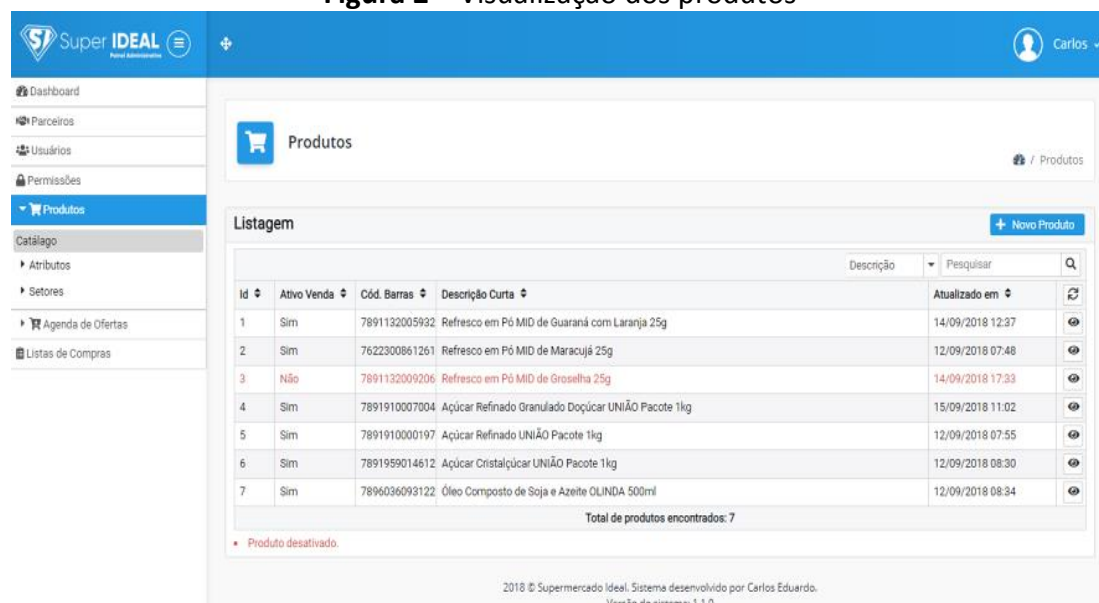 Figura 2 – Visualização dos produtos
SI Super IDEAL
Painel Administrativo
Carlos
Dashboard
Parceiros
Usuários
Permissões
Produtos
Catálago
Atributos
Setores
Agenda de Ofertas
Listas de Compras
Produtos
/ Produtos
Listagem
+ Novo Produto
Descrição Pesquisar
Id Ativo Venda Cód. Barras Descrição Curta Atualizado em
1 Sim 7891132005932 Refresco em Pó MID de Guaraná com Laranja 25g 14/09/2018 12:37
2 Sim 7622300861261 Refresco em Pó MID de Maracujá 25g 12/09/2018 07:48
3 Não 7891132009206 Refresco em Pó MID de Groselha 25g 14/09/2018 17:33
4 Sim 7891910007004 Açúcar Refinado Granulado Doçúcar UNIÃO Pacote 1kg 15/09/2018 11:02
5 Sim 7891910000197 Açúcar Refinado UNIÃO Pacote 1kg 12/09/2018 07:55
6 Sim 7891959014612 Açúcar Cristalçúcar UNIÃO Pacote 1kg 12/09/2018 08:30
7 Sim 7896036093122 Óleo Composto de Soja e Azeite OLINDA 500ml 12/09/2018 08:34
Total de produtos encontrados: 7
Produto desativado.
2018 © Supermercado Ideal. Sistema desenvolvido por Carlos Eduardo.
Versão do sistema: 1.1.0